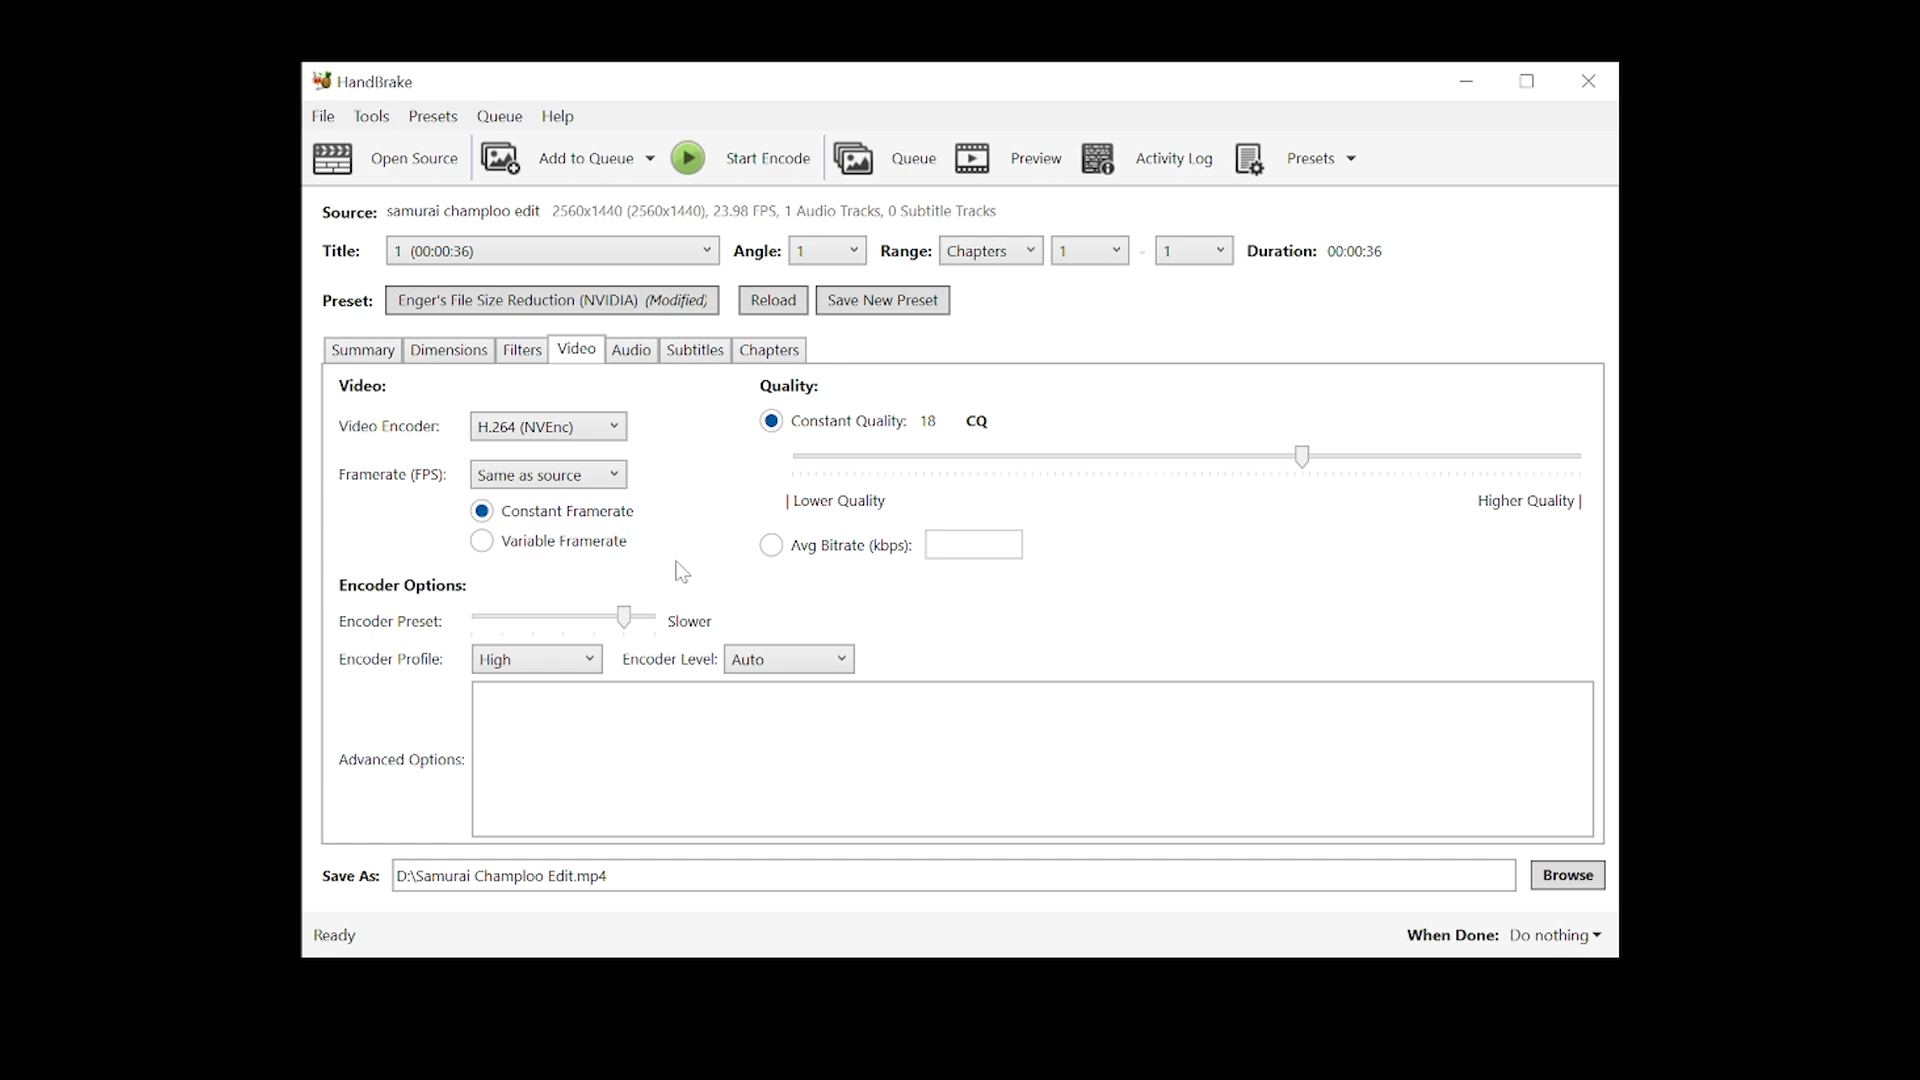 HandBrake
File Tools Presets Queue Help
Open Source Add to Queue Start Encode Queue Preview Activity Log Presets
Source: samurai champloo edit 2560x1440 (2560x1440), 23.98 FPS, 1 Audio Tracks, 0 Subtitle Tracks
Title: 1 (00:00:36) Angle: 1 Range: Chapters 1 - 1 Duration: 00:00:36
Preset: Enger's File Size Reduction (NVIDIA) (Modified) Reload Save New Preset
Summary Dimensions Filters Video Audio Subtitles Chapters
Video: Quality:
Video Encoder: H.264 (NVEnc) Constant Quality: 18 CQ
Framerate (FPS): Same as source
| Lower Quality Higher Quality |
Constant Framerate
Variable Framerate Avg Bitrate (kbps):
Encoder Options:
Encoder Preset: Slower
Encoder Profile: High Encoder Level: Auto
Advanced Options:
Save As: D:\Samurai Champloo Edit.mp4 Browse
Ready When Done: Do nothing